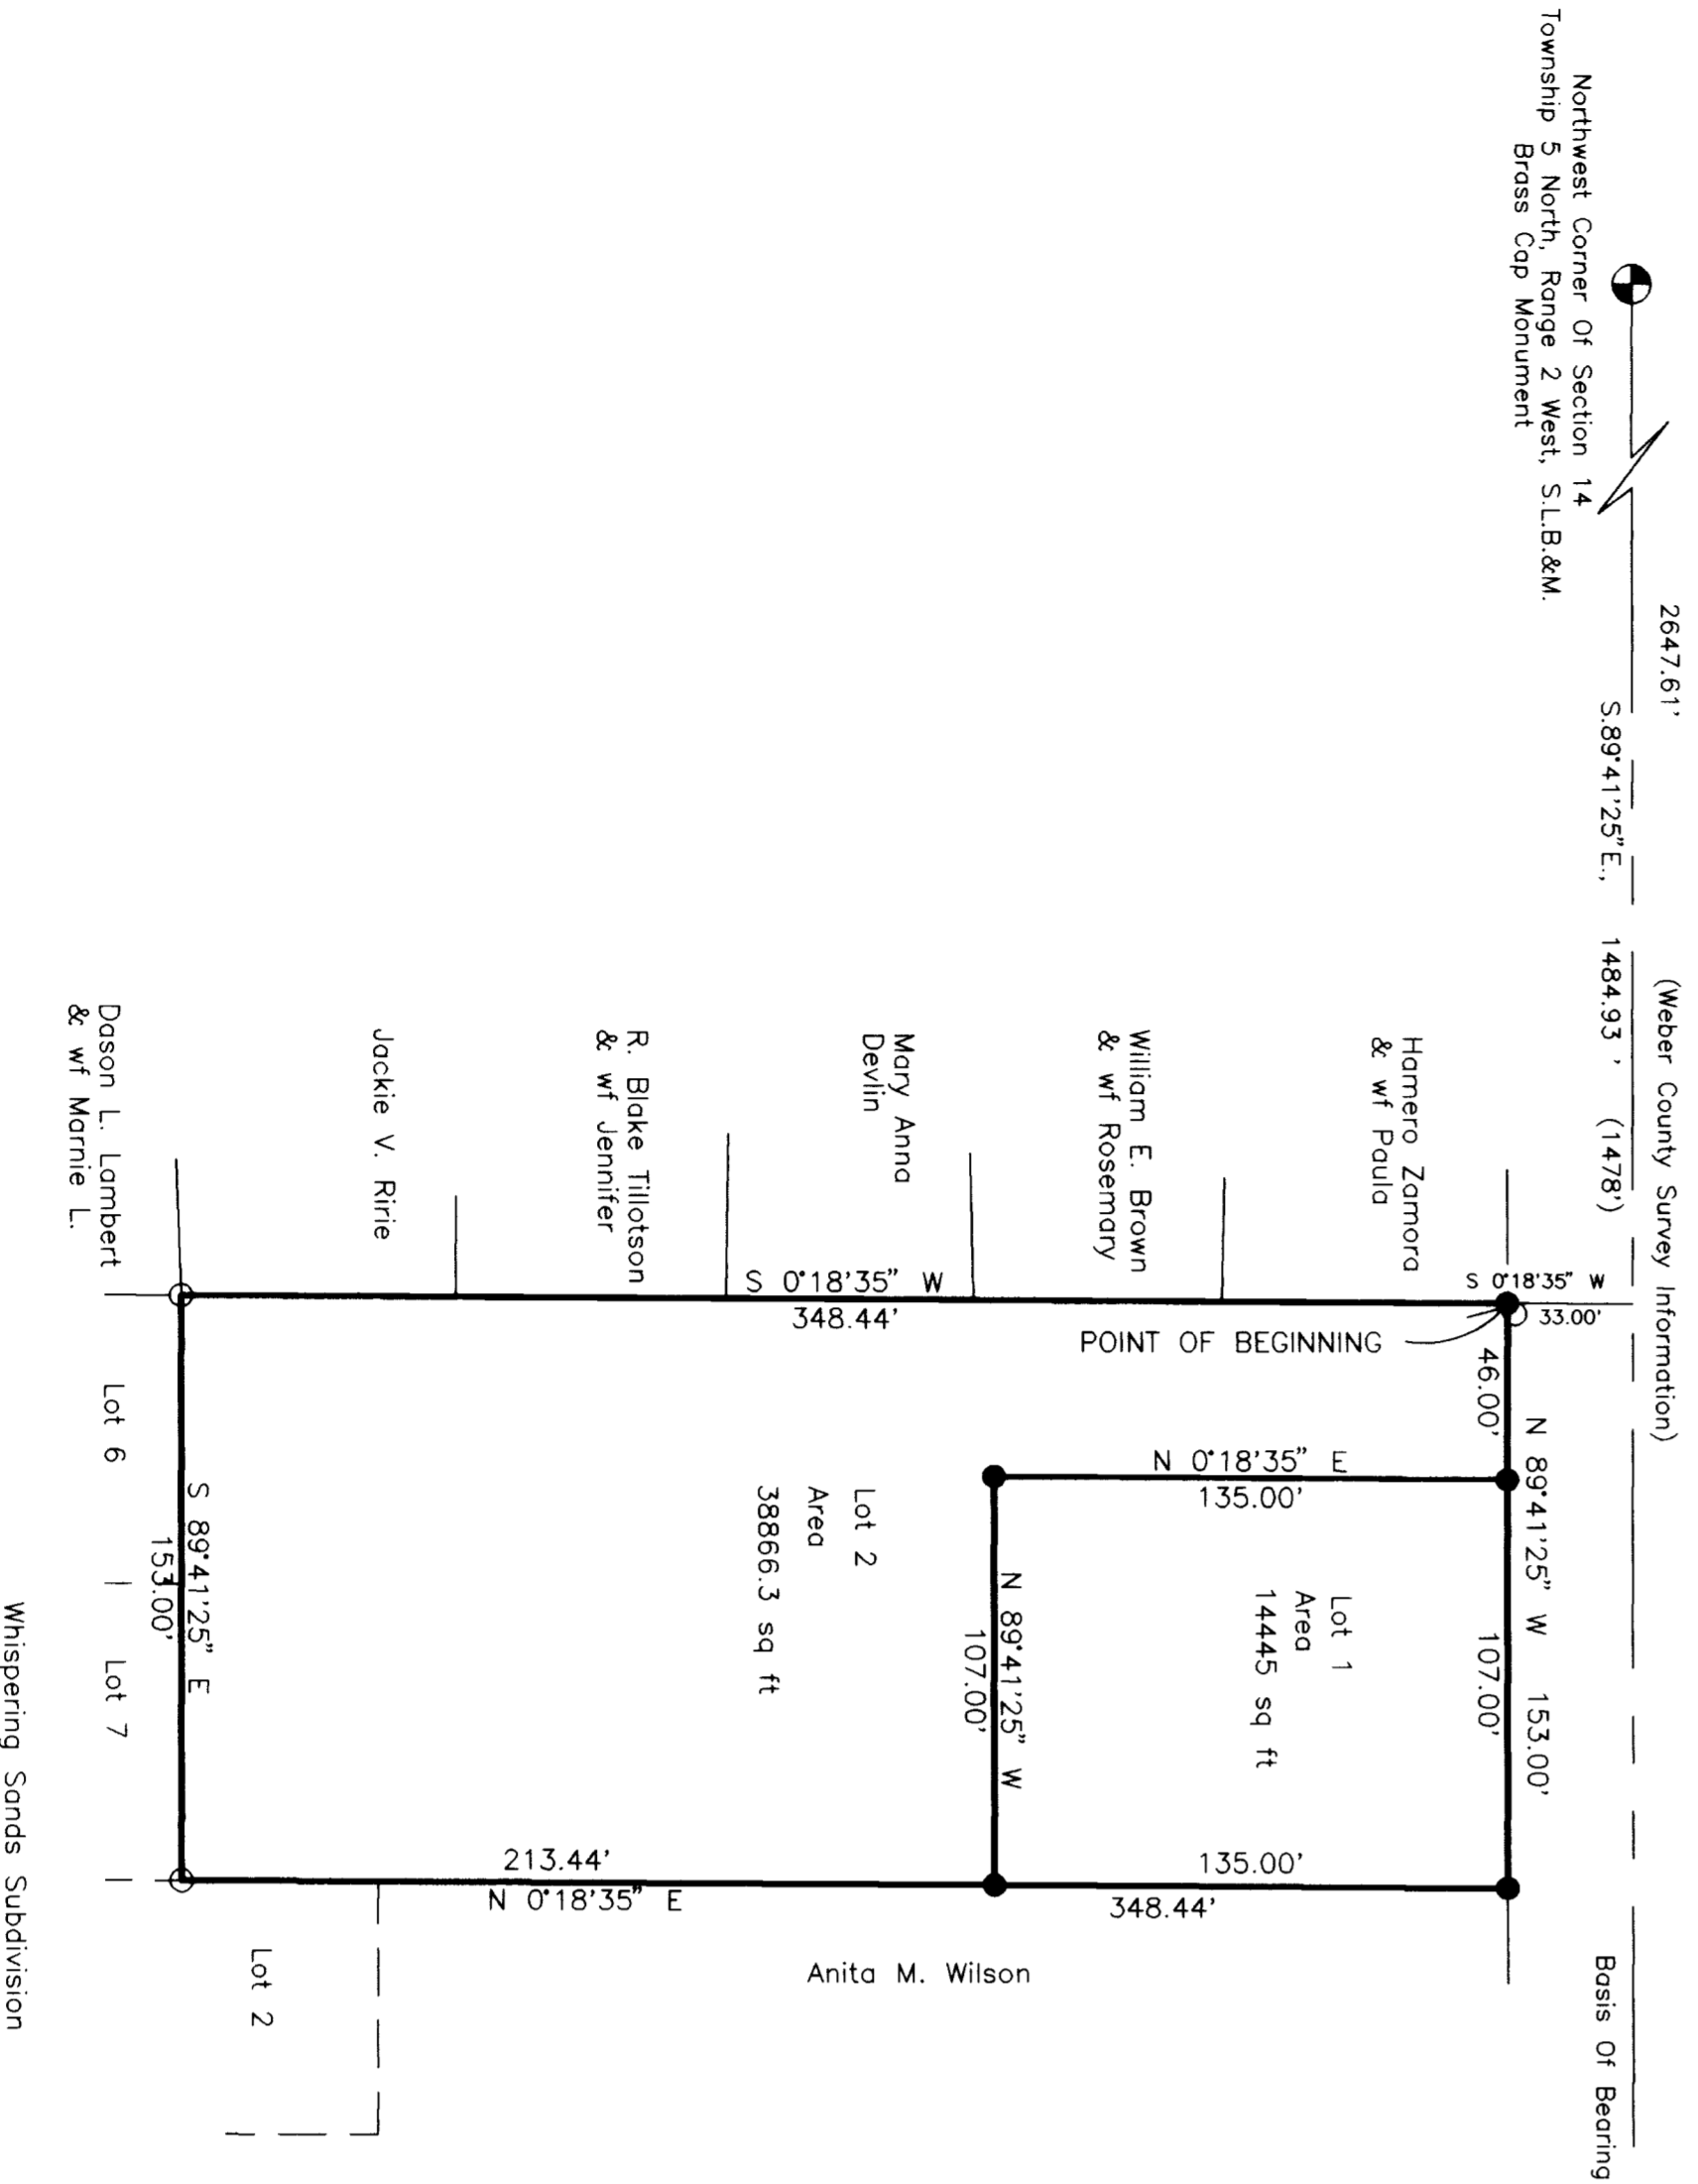 2647.61'
(Weber County Survey Information)
S.89°41'25"E., 1484.93 ' (1478')
Basis Of Bearing
Northwest Corner Of Section 14
Township 5 North, Range 2 West, S.L.B.&M.
Brass Cap Monument
S 0°18'35" W
33.00'
N 89°41'25" W 153.00'
46.00'
107.00'
POINT OF BEGINNING
Hamero Zamora
& wf Paula
William E. Brown
& wf Rosemary
Mary Anna
Devlin
R. Blake Tillotson
& wf Jennifer
Jackie V. Ririe
Dason L. Lambert
& wf Marnie L.
S 0°18'35" W
348.44'
N 0°18'35" E
135.00'
Lot 1
Area
14445 sq ft
135.00'
348.44'
N 89°41'25" W
107.00'
Lot 2
Area
38866.3 sq ft
Anita M. Wilson
213.44'
N 0°18'35" E
S 89°41'25" E
153.00'
Lot 2
Lot 6
Lot 7
Whispering Sands Subdivision